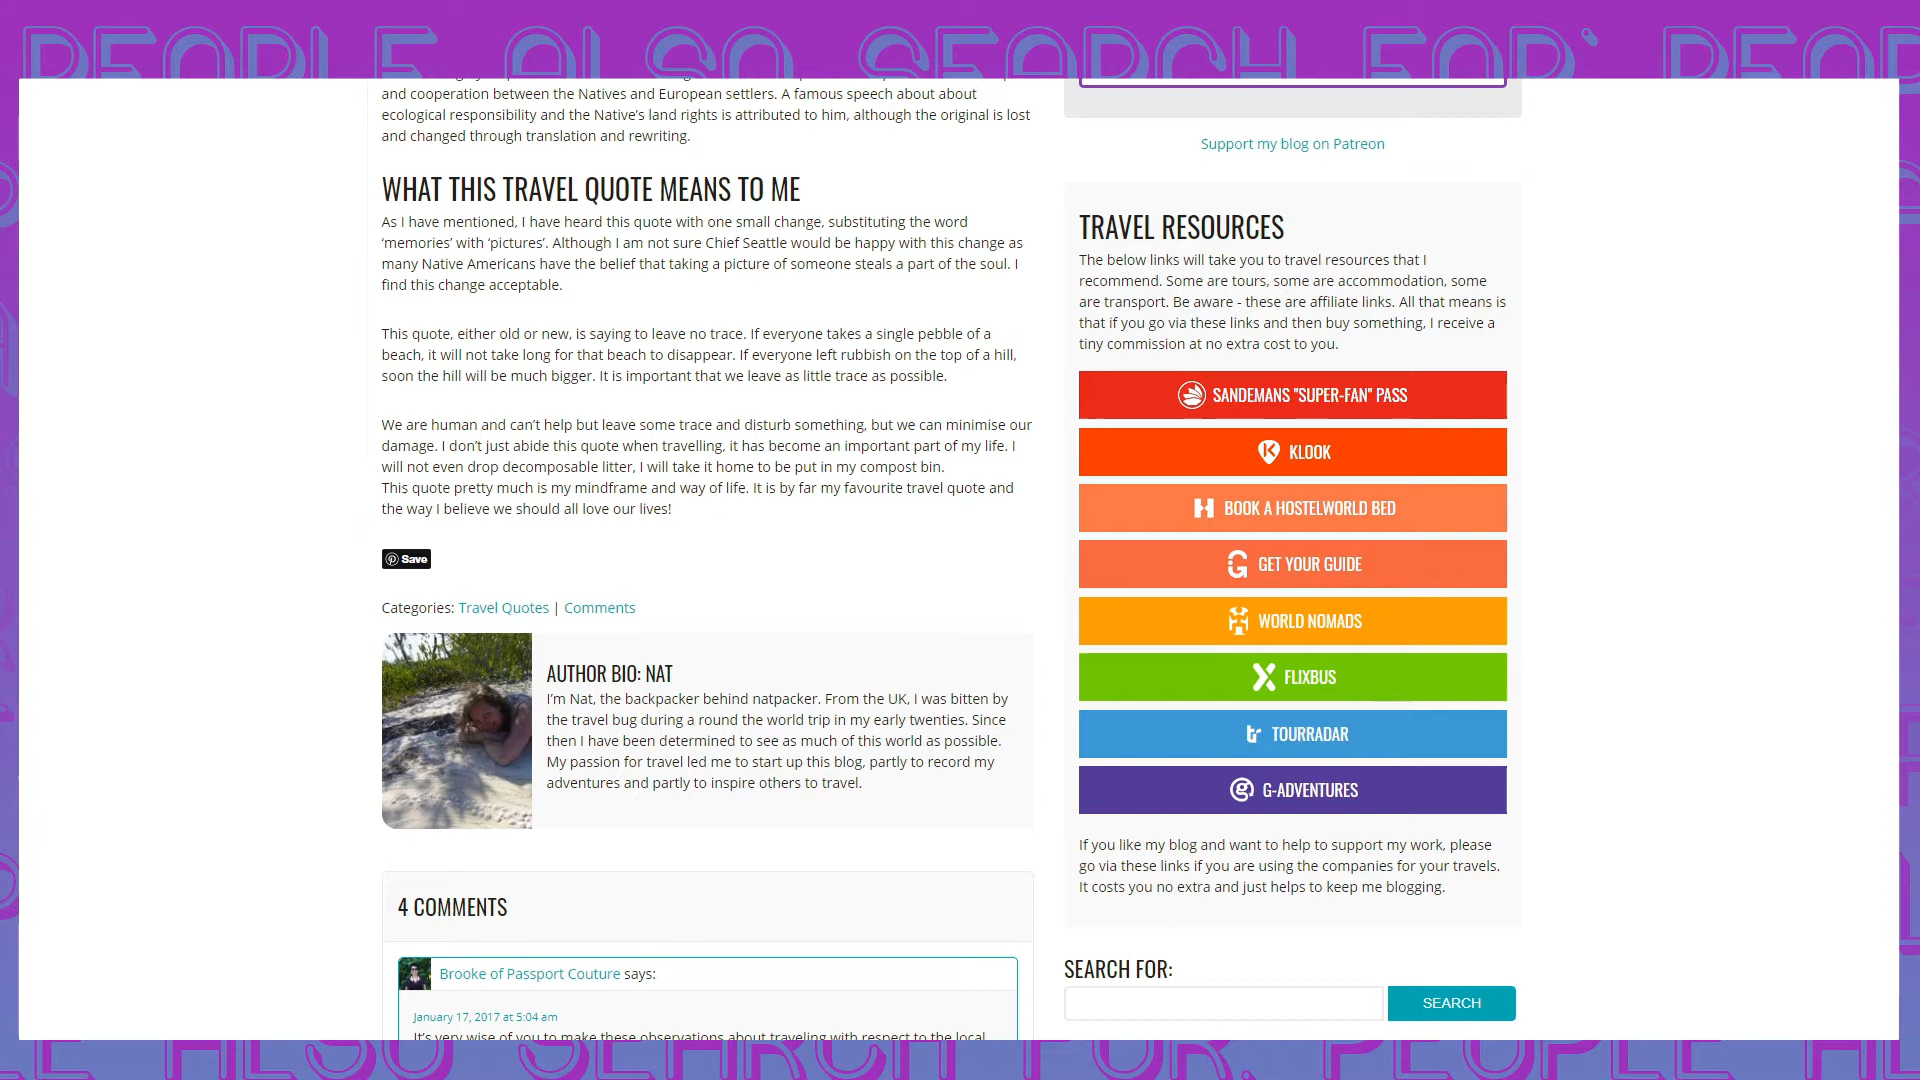 PEOPLE ALSO SEARCH FOR:
and cooperation between the Natives and European settlers. A famous speech about about
ecological responsibility and the Native's land rights is attributed to him, although the original is lost
and changed through translation and rewriting.
WHAT THIS TRAVEL QUOTE MEANS TO ME
As I have mentioned, I have heard this quote with one small change, substituting the word
‘memories’ with ‘pictures’. Although I am not sure Chief Seattle would be happy with this change as
many Native Americans have the belief that taking a picture of someone steals a part of the soul. I
find this change acceptable.
This quote, either old or new, is saying to leave no trace. If everyone takes a single pebble of a
beach, it will not take long for that beach to disappear. If everyone left rubbish on the top of a hill,
soon the hill will be much bigger. It is important that we leave as little trace as possible.
We are human and can’t help but leave some trace and disturb something, but we can minimise our
damage. I don’t just abide this quote when travelling, it has become an important part of my life. I
will not even drop decomposable litter, I will take it home to be put in my compost bin.
This quote pretty much is my mindframe and way of life. It is by far my favourite travel quote and
the way I believe we should all love our lives!
Save
Categories: Travel Quotes | Comments
AUTHOR BIO: NAT
I’m Nat, the backpacker behind natpacker. From the UK, I was bitten by
the travel bug during a round the world trip in my early twenties. Since
then I have been determined to see as much of this world as possible.
My passion for travel led me to start up this blog, partly to record my
adventures and partly to inspire others to travel.
4 COMMENTS
Brooke of Passport Couture says:
January 17, 2017 at 5:04 am
It’s very wise of you to make these observations about traveling with respect to the local
Support my blog on Patreon
TRAVEL RESOURCES
The below links will take you to travel resources that I
recommend. Some are tours, some are accommodation, some
are transport. Be aware - these are affiliate links. All that means is
that if you go via these links and then buy something, I receive a
tiny commission at no extra cost to you.
SANDEMANS "SUPER-FAN" PASS
KLOOK
BOOK A HOSTELWORLD BED
GET YOUR GUIDE
WORLD NOMADS
FLIXBUS
TOURRADAR
G-ADVENTURES
If you like my blog and want to help to support my work, please
go via these links if you are using the companies for your travels.
It costs you no extra and just helps to keep me blogging.
SEARCH FOR:
SEARCH